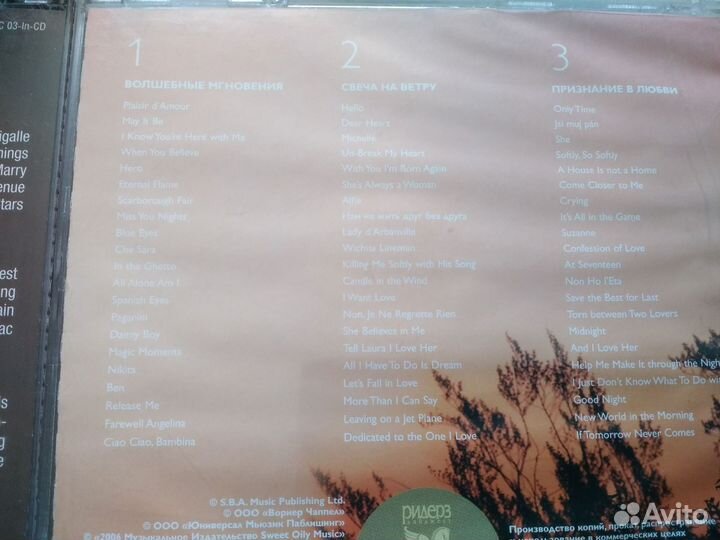 C 03-In-CD
igalle
nings
Marry
enue
tars
est
ng
ain
ac
ls
g
e
1
ВОЛШЕБНЫЕ МГНОВЕНИЯ
Plaisir d'Amour
May It Be
I Know You're Here with Me
When You Believe
Hero
Eternal Flame
Scarborough Fair
Miss You Nights
Blue Eyes
Che Sara
In the Ghetto
All Alone Am I
Spanish Eyes
Paganini
Danny Boy
Magic Moments
Nikita
Ben
Release Me
Farewell Angelina
Ciao Ciao, Bambina
2
СВЕЧА НА ВЕТРУ
Hello
Dear Heart
Michelle
Un-Break My Heart
With You I'm Born Again
She's Always a Woman
Alfie
Нам не жить друг без друга
Lady d'Arbanville
Wichita Lineman
Killing Me Softly with His Song
Candle in the Wind
I Want Love
Non, Je Ne Regrette Rien
She Believes in Me
Tell Laura I Love Her
All I Have To Do Is Dream
Let's Fall in Love
More Than I Can Say
Leaving on a Jet Plane
Dedicated to the One I Love
3
ПРИЗНАНИЕ В ЛЮБВИ
Only Time
Jsi muj pán
She
Softly, So Softly
A House Is not a Home
Come Closer to Me
Crying
It's All in the Game
Suzanne
Confession of Love
At Seventeen
Non Ho l'Eta
Save the Best for Last
Torn between Two Lovers
Midnight
And I Love Her
Help Me Make It through the Nigh
I Just Don't Know What To Do wi
Good Night
New World in the Morning
If Tomorrow Never Comes
© S.B.A. Music Publishing Ltd.
© ООО «Ворнер Чаппел»
© ООО «Юниверсал Мьюзик Паблишинг»
©«2006 Музыкальное Издательство Sweet Oily Music»
РИДЕРЗ
ДАЙДЖЕСТ
Производство копий, прокат, распространение
использование в коммерческих целях
Avito